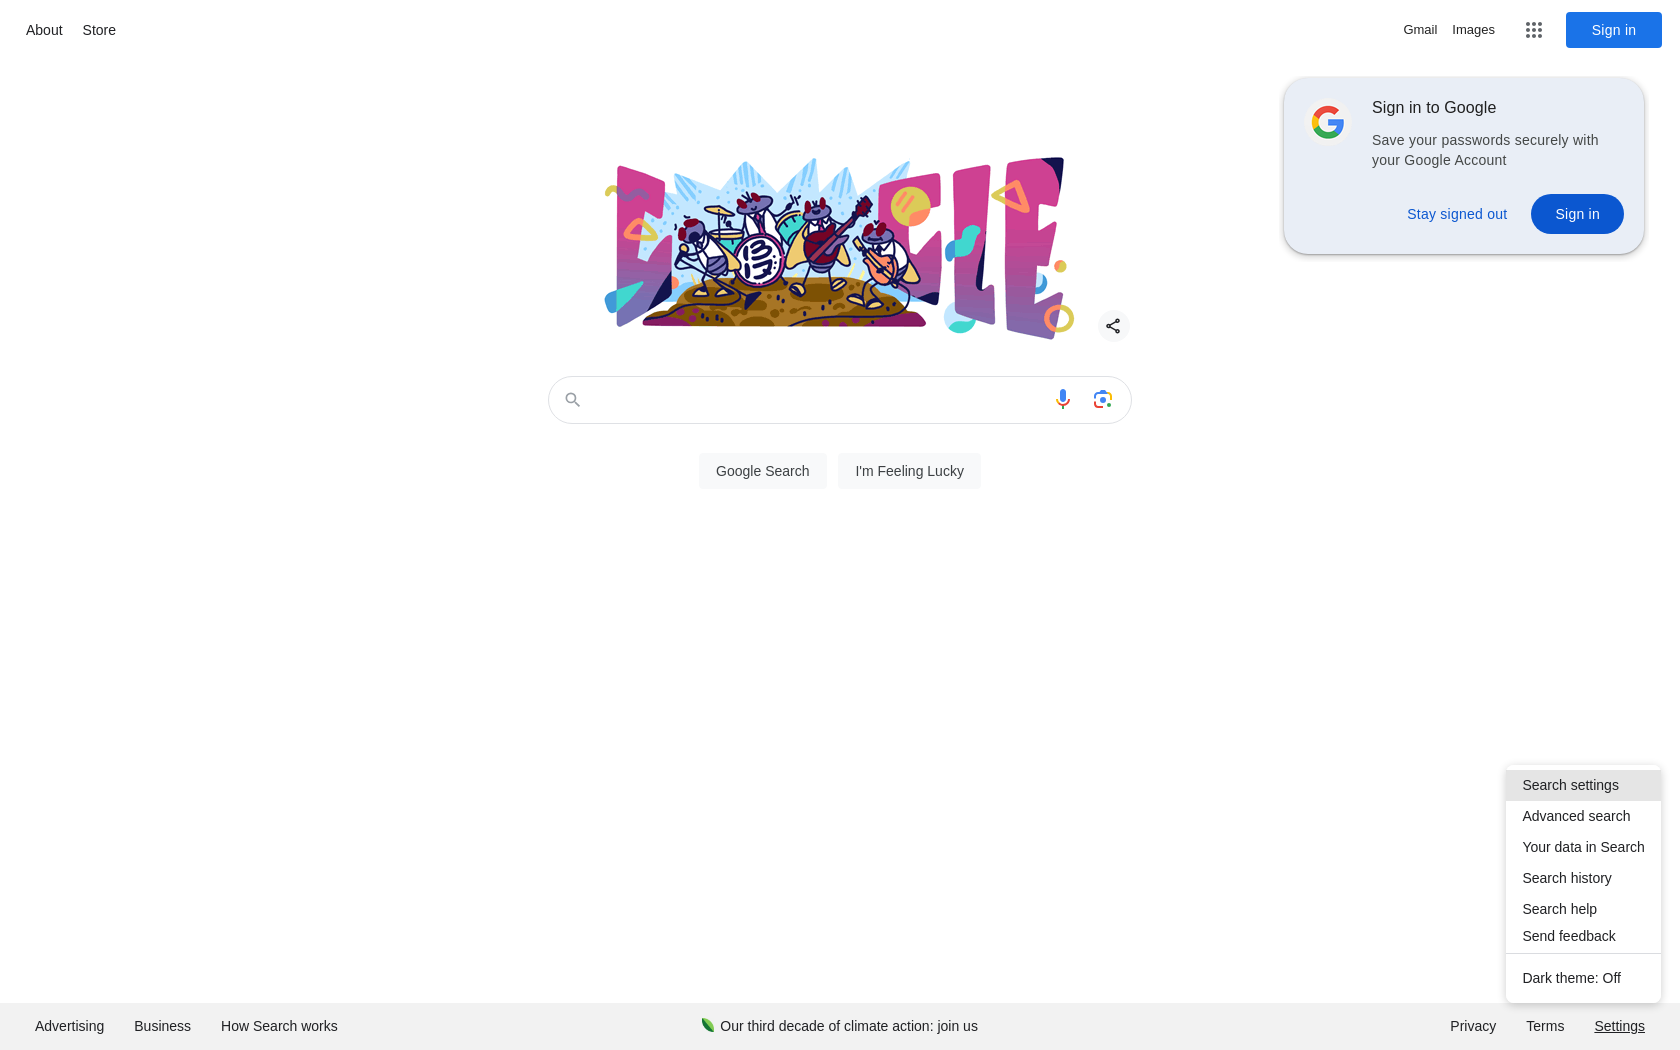 About Store
Gmail Images Sign in
Sign in to Google
Save your passwords securely with
your Google Account
Stay signed out Sign in
Google Search I'm Feeling Lucky
Search settings
Advanced search
Your data in Search
Search history
Search help
Send feedback
Dark theme: Off
Advertising Business How Search works Our third decade of climate action: join us Privacy Terms Settings